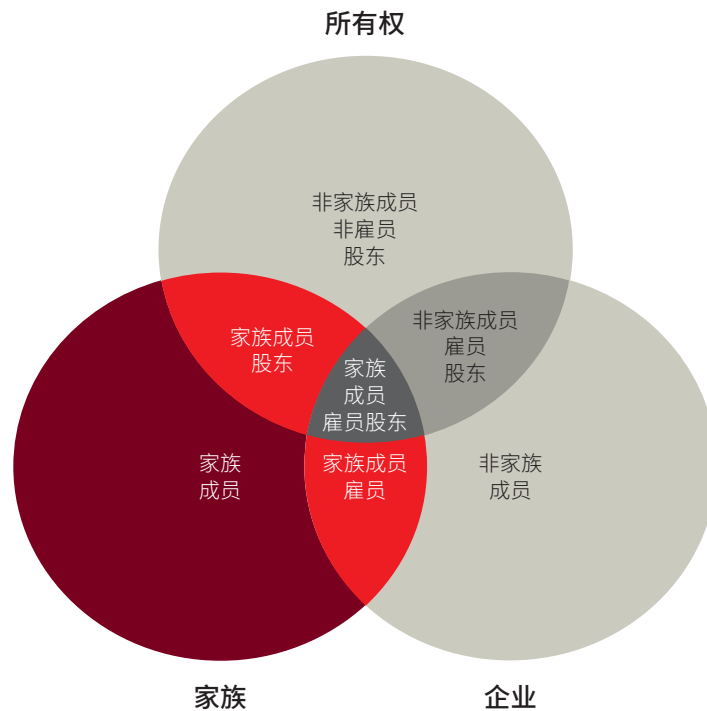 所有权
非家族成员
非雇员
股东
家族成员
股东
非家族成员
雇员
股东
家族
成员
雇员股东
家族
成员
家族成员
雇员
非家族
成员
家族
企业